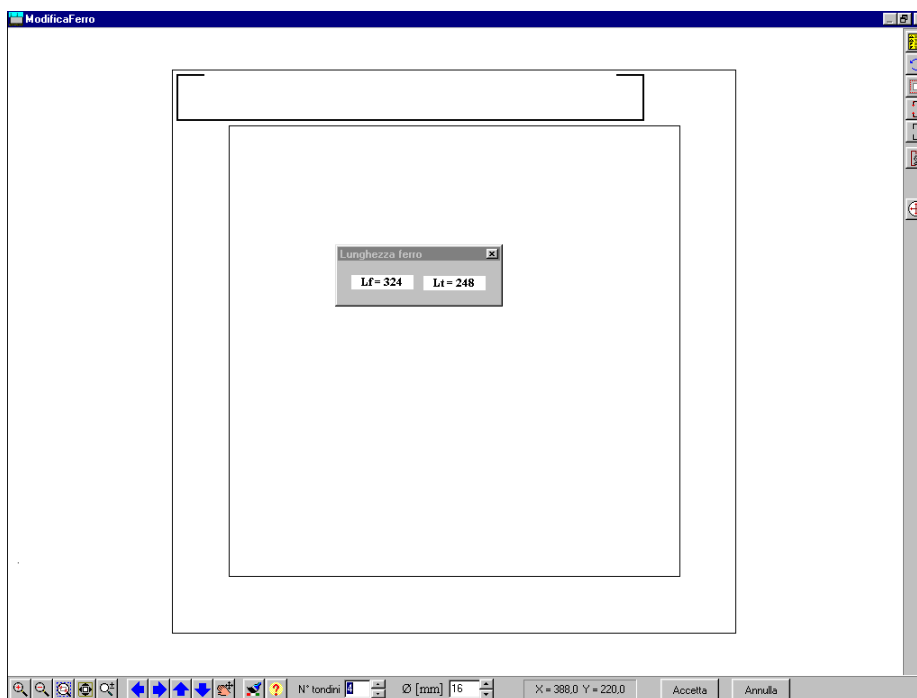 ModificaFerro
Lunghezza ferro
Lf = 324 Lt = 248
N° tondini 4 Ø [mm] 16 X = 388,0 Y = 220,0 Accetta Annulla